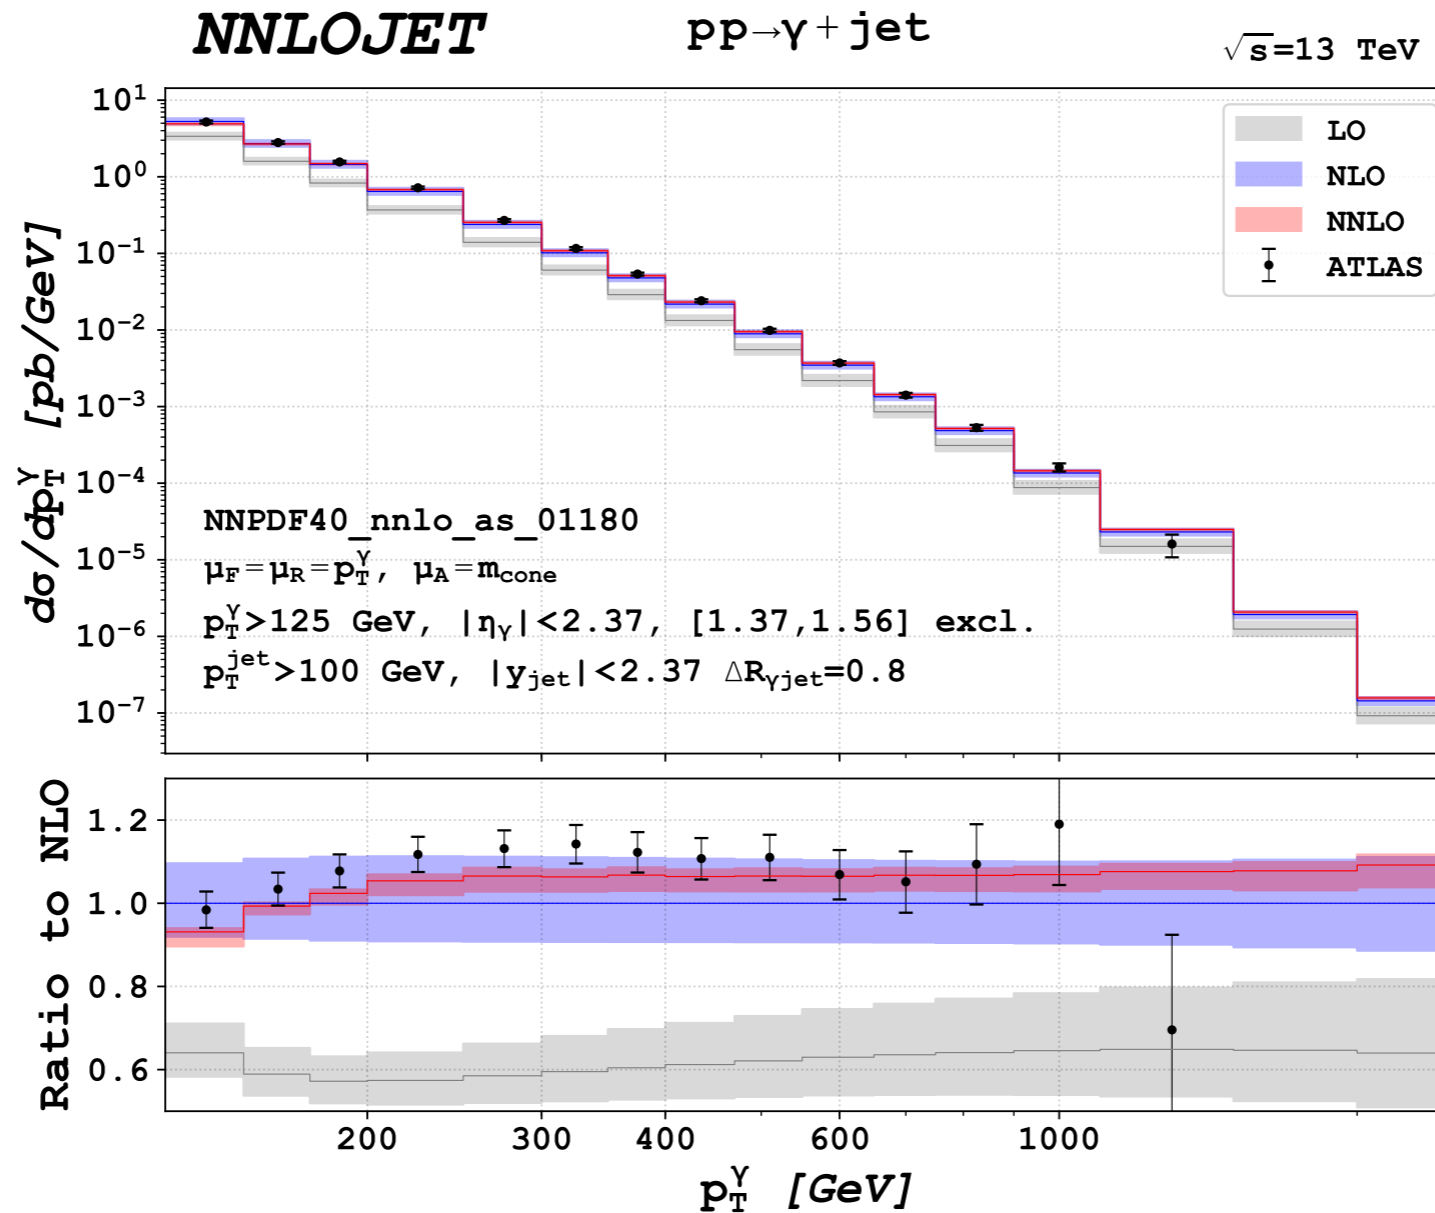 NNLOJET
pp→γ+jet
√s=13 TeV
10¹
10⁰
10⁻¹
10⁻²
10⁻³
10⁻⁴
10⁻⁵
10⁻⁶
10⁻⁷
dσ/dp_T^γ [pb/GeV]
LO
NLO
NNLO
ATLAS
NNPDF40_nnlo_as_01180
μ_F=μ_R=p_T^γ, μ_A=m_cone
p_T^γ>125 GeV, |η_γ|<2.37, [1.37,1.56] excl.
p_T^jet>100 GeV, |y_jet|<2.37 ΔR_γjet=0.8
Ratio to NLO
1.2
1.0
0.8
0.6
200 300 400 600 1000
p_T^γ [GeV]